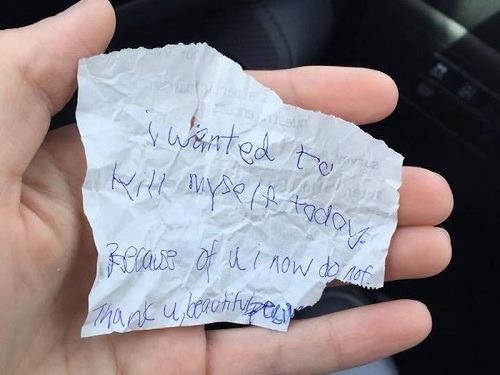 i wanted to
kill myself today.
Because of u i now do not
Thank u, beautiful